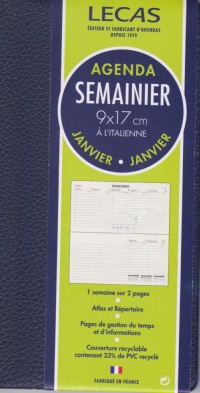 LECAS
ÉDITEUR ET FABRICANT D'AGENDAS
DEPUIS 1919
AGENDA
SEMAINIER
9x17 cm
À L'ITALIENNE
JANVIER • JANVIER
1 semaine sur 2 pages
Atlas et Répertoire
Pages de gestion du temps
et d'informations
Couverture recyclable
contenant 33% de PVC recyclé
FABRIQUÉ EN FRANCE